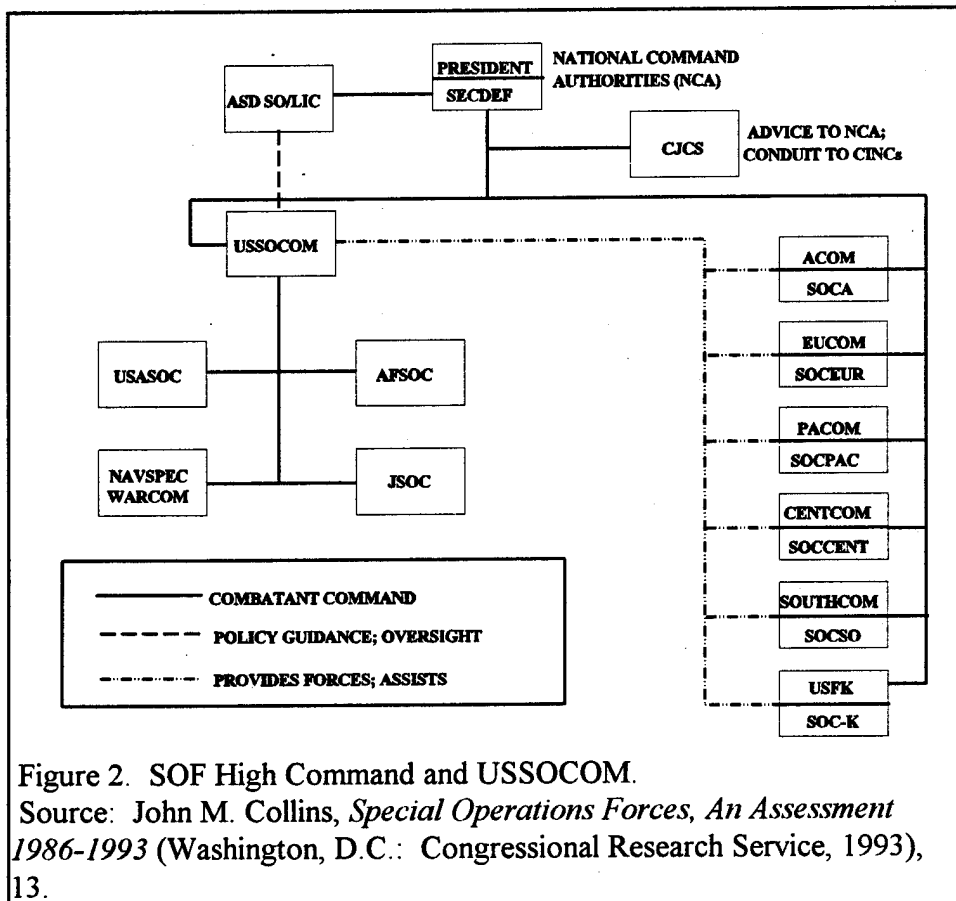 PRESIDENT
SECDEF
NATIONAL COMMAND
AUTHORITIES (NCA)
ASD SO/LIC
CJCS
ADVICE TO NCA;
CONDUIT TO CINCs
USSOCOM
ACOM
SOCA
EUCOM
SOCEUR
USASOC
AFSOC
PACOM
SOCPAC
NAVSPEC
WARCOM
JSOC
CENTCOM
SOCCENT
SOUTHCOM
SOCSO
USFK
SOC-K
COMBATANT COMMAND
POLICY GUIDANCE; OVERSIGHT
PROVIDES FORCES; ASSISTS
Figure 2. SOF High Command and USSOCOM.
Source: John M. Collins, Special Operations Forces, An Assessment
1986-1993 (Washington, D.C.: Congressional Research Service, 1993),
13.